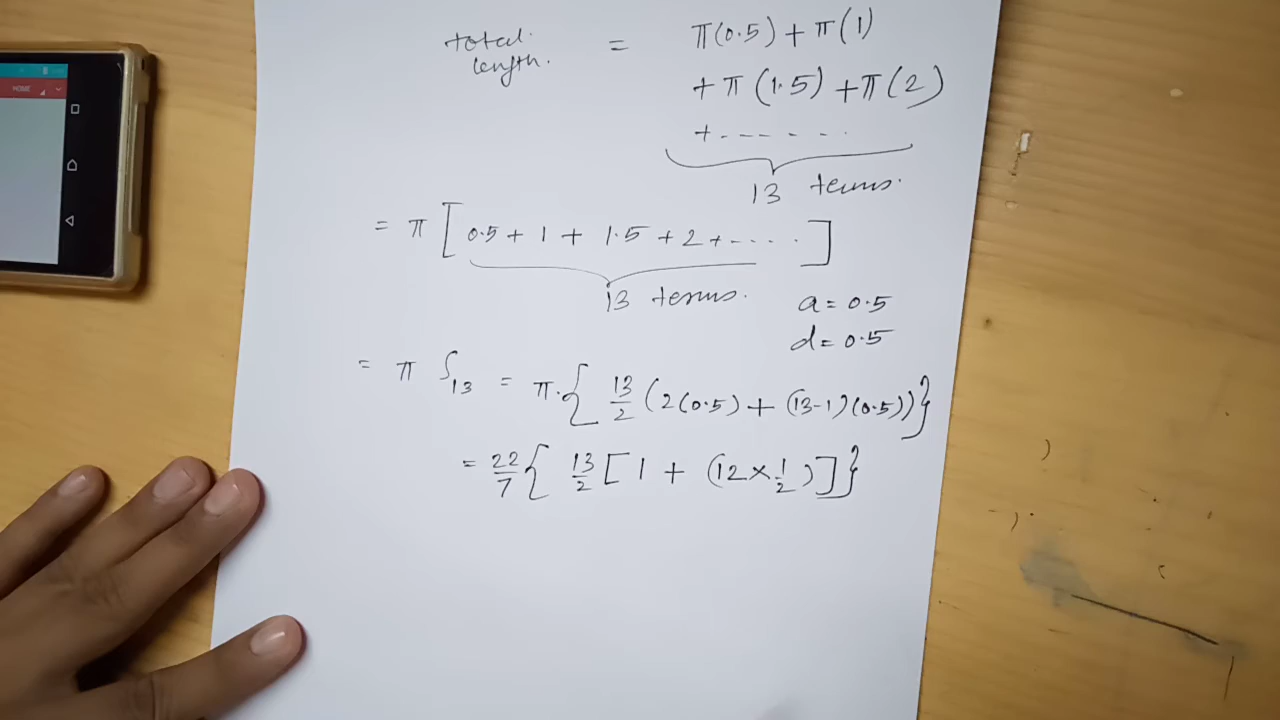 total length. = π(0.5) + π(1)
+ π (1.5) + π(2)
+ - - - - - - .
13 terms.
= π [0.5 + 1 + 1.5 + 2 + - - - - .]
13 terms.
a = 0.5
d = 0.5
= π S13 = π.{ 13/2 (2(0.5) + (13-1)(0.5))}
= 22/7 { 13/2 [ 1 + (12 × 1/2 )]}
HOME